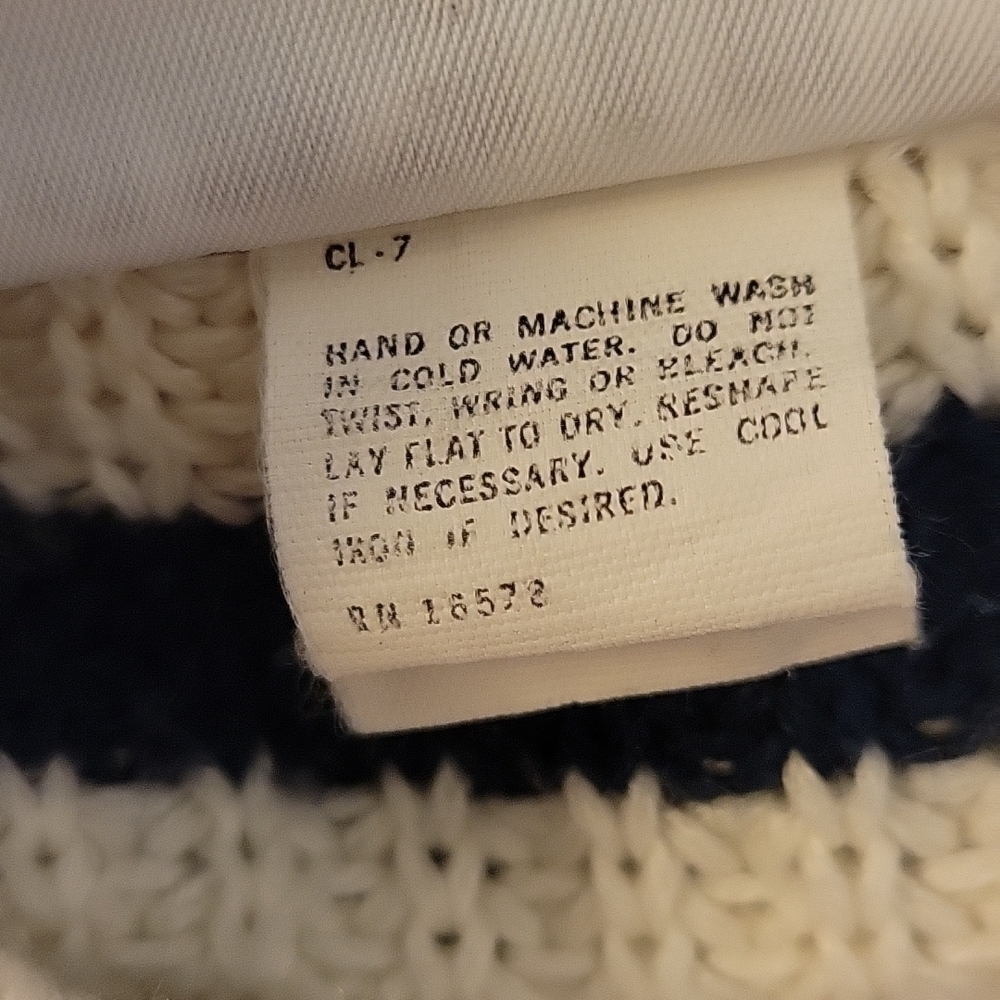 CL-7
HAND OR MACHINE WASH
IN COLD WATER. DO NOT
TWIST, WRING OR BLEACH.
LAY FLAT TO DRY. RESHAPE
IF NECESSARY. USE COOL
IRON IF DESIRED.
RN